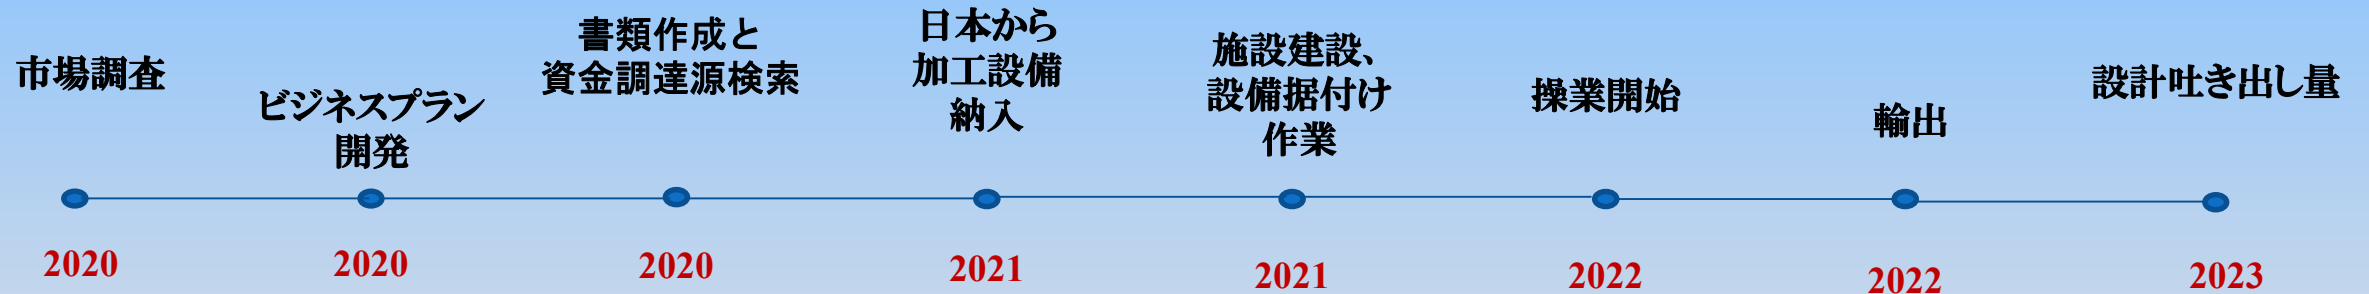 市場調査
ビジネスプラン
開発
書類作成と
資金調達源検索
日本から
加工設備
納入
施設建設、
設備据付け
作業
操業開始
輸出
設計吐き出し量
2020
2020
2020
2021
2021
2022
2022
2023